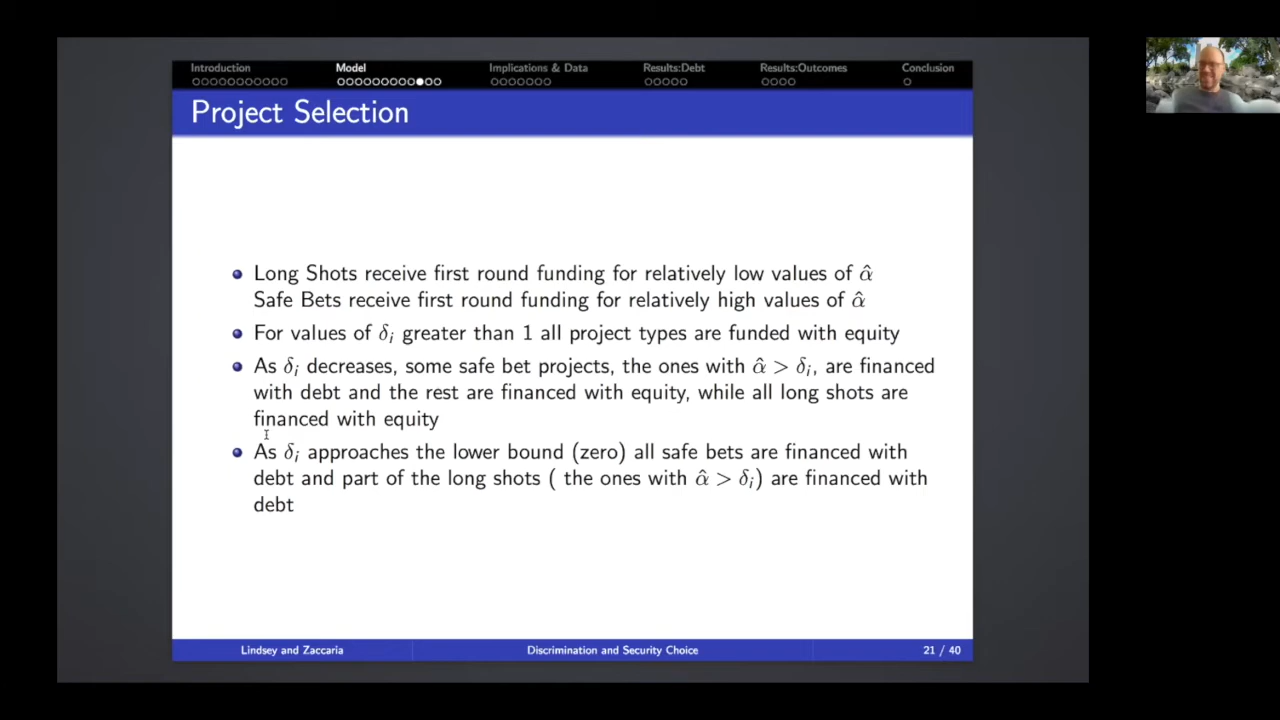 Introduction Model Implications & Data Results:Debt Results:Outcomes Conclusion
Project Selection
Long Shots receive first round funding for relatively low values of α̂
Safe Bets receive first round funding for relatively high values of α̂
For values of δᵢ greater than 1 all project types are funded with equity
As δᵢ decreases, some safe bet projects, the ones with α̂ > δᵢ, are financed
with debt and the rest are financed with equity, while all long shots are
financed with equity
As δᵢ approaches the lower bound (zero) all safe bets are financed with
debt and part of the long shots ( the ones with α̂ > δᵢ) are financed with
debt
Lindsey and Zaccaria Discrimination and Security Choice 21 / 40